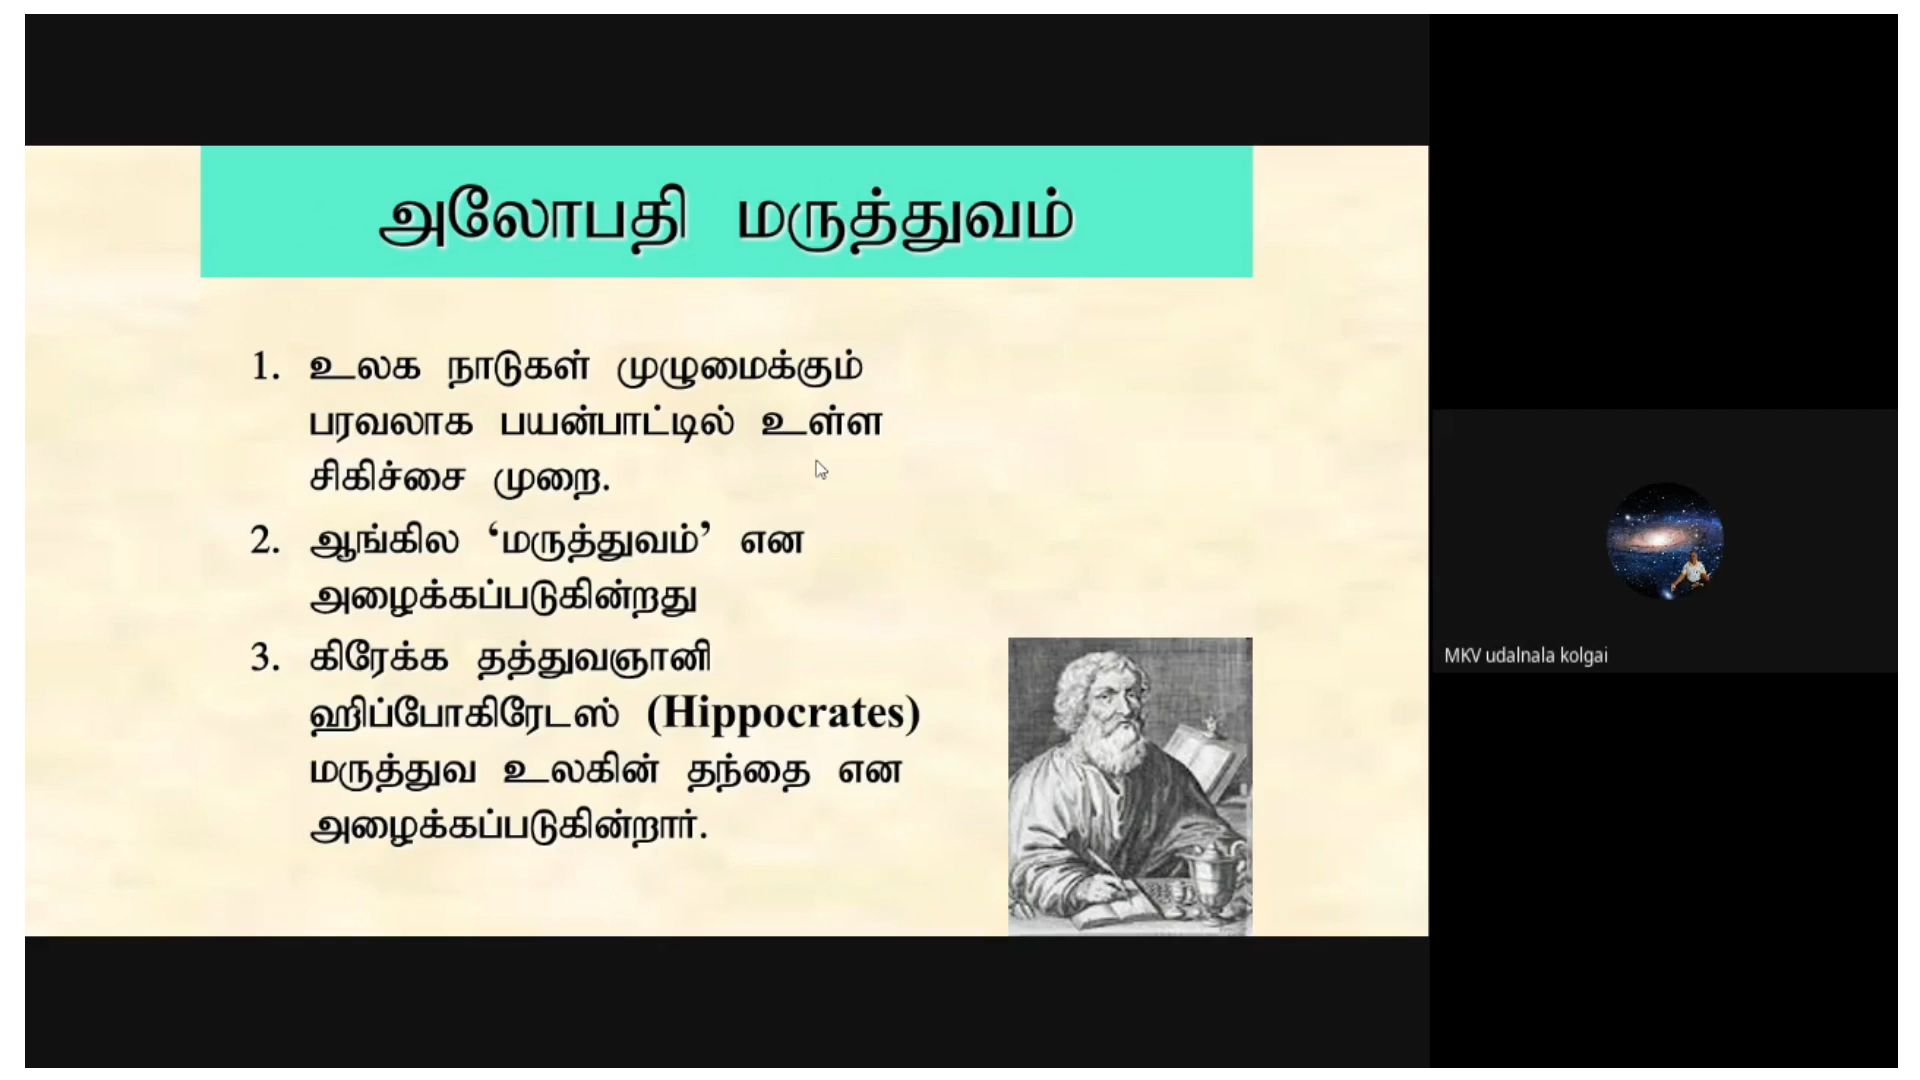 அலோபதி மருத்துவம்
1. உலக நாடுகள் முழுமைக்கும்
பரவலாக பயன்பாட்டில் உள்ள
சிகிச்சை முறை.
2. ஆங்கில ‘மருத்துவம்’ என
அழைக்கப்படுகின்றது
3. கிரேக்க தத்துவஞானி
ஹிப்போகிரேடஸ் (Hippocrates)
மருத்துவ உலகின் தந்தை என
அழைக்கப்படுகின்றார்.
MKV udalnala kolgai